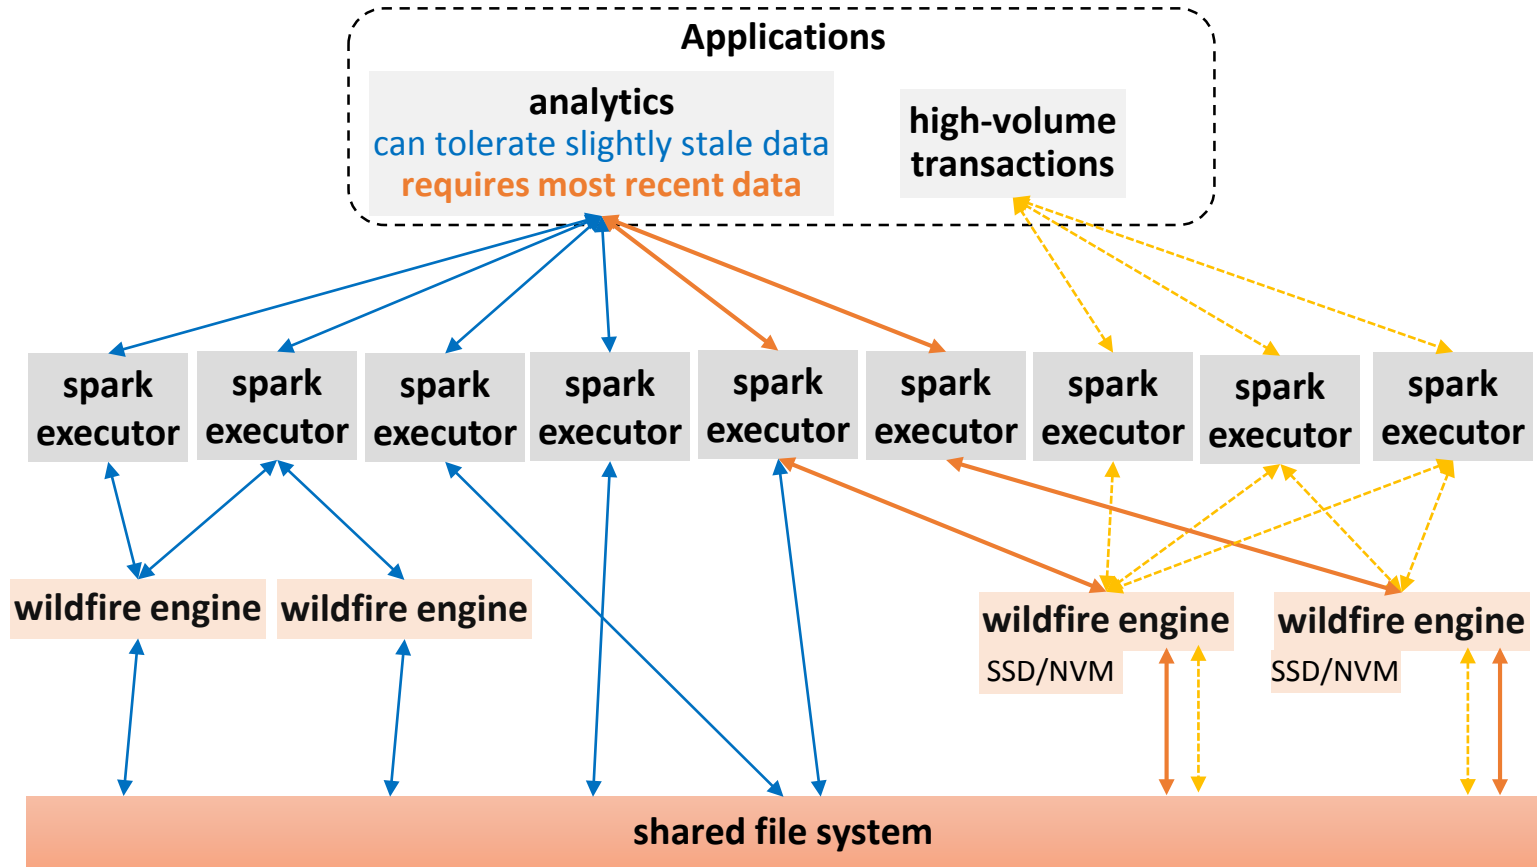 Applications
analytics
can tolerate slightly stale data
requires most recent data
high-volume
transactions
spark
executor
spark
executor
spark
executor
spark
executor
spark
executor
spark
executor
spark
executor
spark
executor
spark
executor
wildfire engine
wildfire engine
wildfire engine
SSD/NVM
wildfire engine
SSD/NVM
shared file system